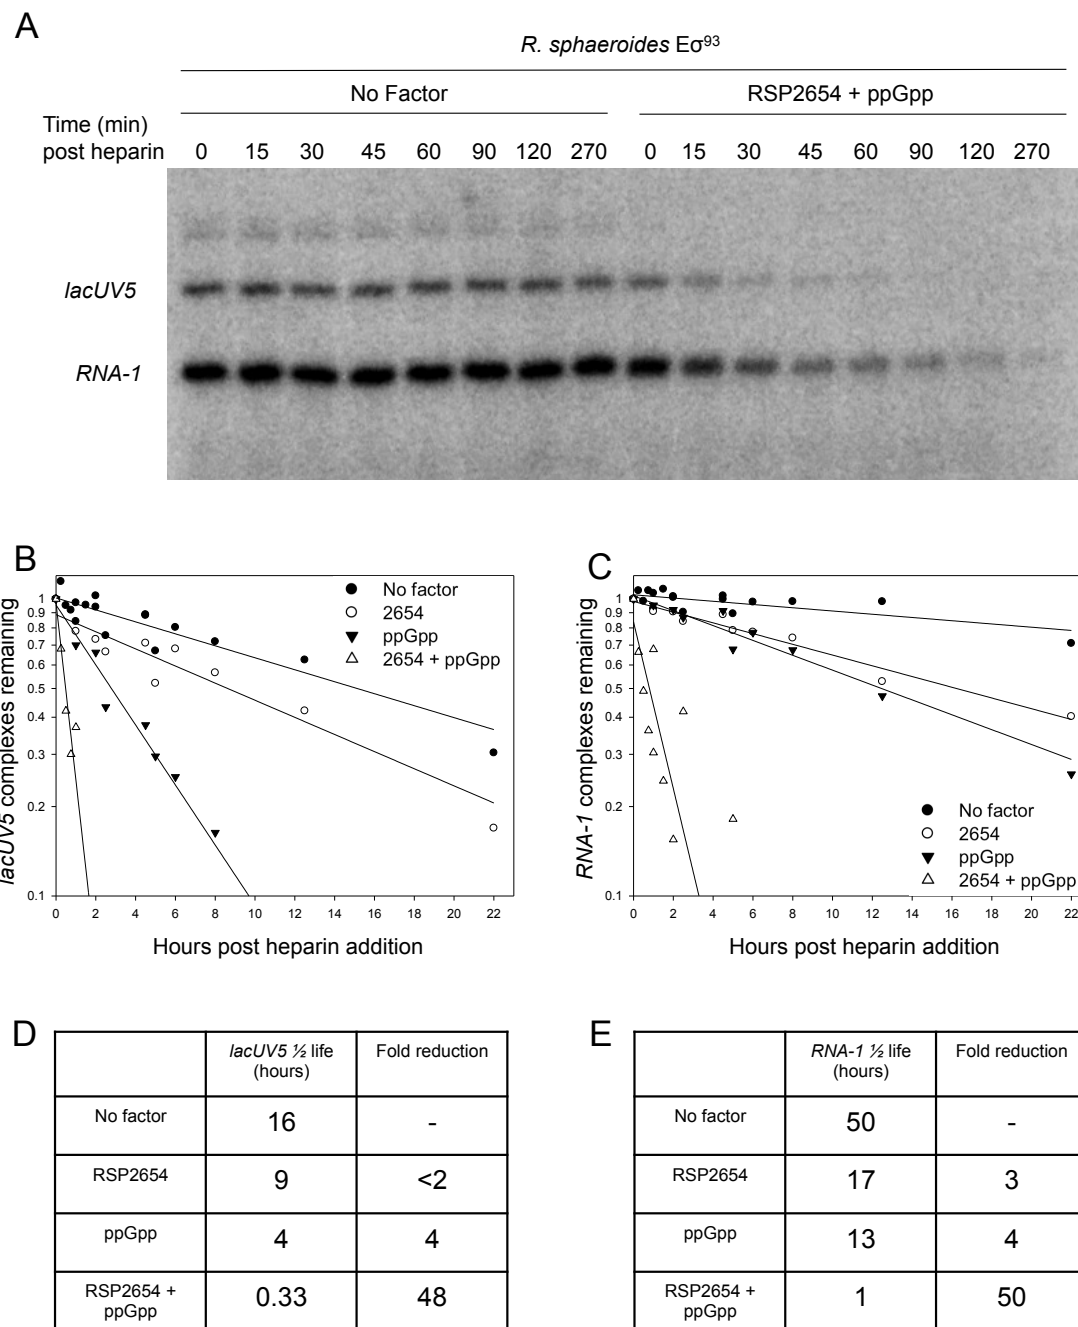 A
R. sphaeroides Eσ⁹³
No Factor
RSP2654 + ppGpp
Time (min)
post heparin
0 15 30 45 60 90 120 270 0 15 30 45 60 90 120 270
lacUV5
RNA-1
B
lacUV5 complexes remaining
1
0.9
0.8
0.7
0.6
0.5
0.4
0.3
0.2
0.1
No factor
2654
ppGpp
2654 + ppGpp
0 2 4 6 8 10 12 14 16 18 20 22
Hours post heparin addition
C
RNA-1 complexes remaining
1
0.9
0.8
0.7
0.6
0.5
0.4
0.3
0.2
0.1
No factor
2654
ppGpp
2654 + ppGpp
0 2 4 6 8 10 12 14 16 18 20 22
Hours post heparin addition
D
lacUV5 ½ life
(hours)
Fold reduction
No factor 16 -
RSP2654 9 <2
ppGpp 4 4
RSP2654 +
ppGpp
0.33 48
E
RNA-1 ½ life
(hours)
Fold reduction
No factor 50 -
RSP2654 17 3
ppGpp 13 4
RSP2654 +
ppGpp
1 50